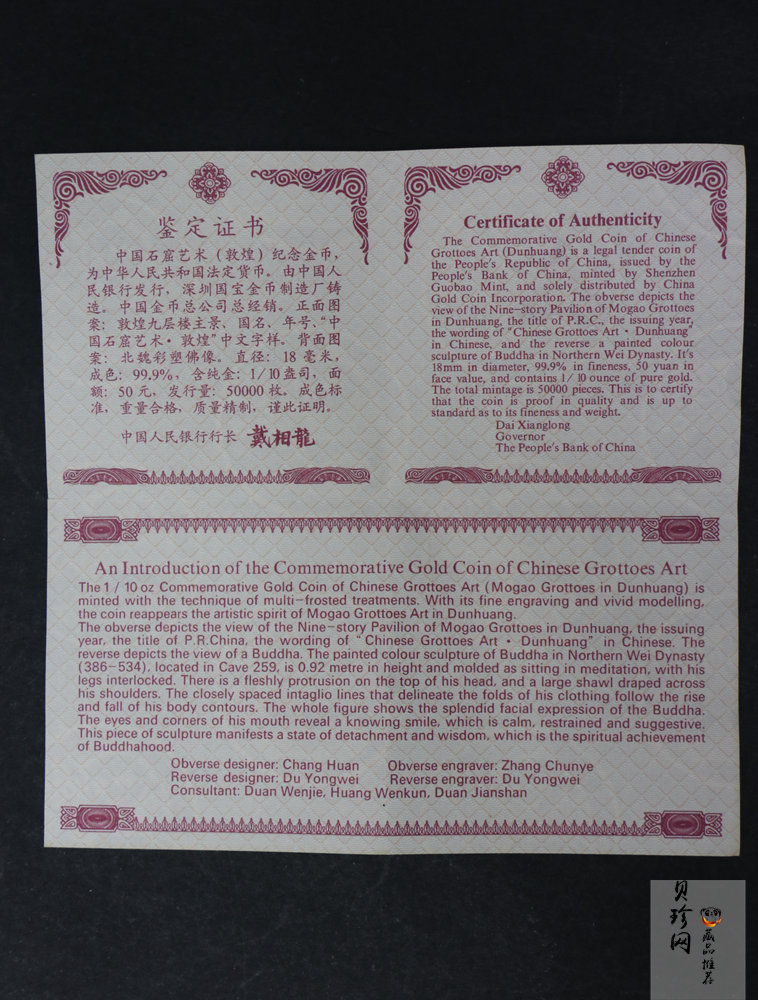 鉴定证书
中国石窟艺术（敦煌）纪念金币，
为中华人民共和国法定货币。由中国人
民银行发行，深圳国宝金币制造厂铸
造。中国金币总公司总经销。正面图
案：敦煌九层楼主景、国名、年号、“中
国石窟艺术·敦煌”中文字样。背面图
案：北魏彩塑佛像。直径：18毫米，
成色：99.9%，含纯金：1/10盎司，面
额：50元，发行量：50000枚。成色标
准，重量合格，质量精制，谨此证明。
中国人民银行行长 戴相龍
Certificate of Authenticity
The Commemorative Gold Coin of Chinese
Grottoes Art (Dunhuang) is a legal tender coin of
the People's Republic of China, issued by the
People's Bank of China, minted by Shenzhen
Guobao Mint, and solely distributed by China
Gold Coin Incorporation. The obverse depicts the
view of the Nine-story Pavilion of Mogao Grottoes
in Dunhuang, the title of P.R.C., the issuing year,
the wording of "Chinese Grottoes Art · Dunhuang"
in Chinese, and the reverse a painted colour
sculpture of Buddha in Northern Wei Dynasty. It's
18mm in diameter, 99.9% in fineness, 50 yuan in
face value, and contains 1/10 ounce of pure gold.
The total mintage is 50000 pieces. This is to certify
that the coin is proof in quality and is up to
standard as to its fineness and weight.
Dai Xianglong
Governor
The People's Bank of China
An Introduction of the Commemorative Gold Coin of Chinese Grottoes Art
The 1/10 oz Commemorative Gold Coin of Chinese Grottoes Art (Mogao Grottoes in Dunhuang) is
minted with the technique of multi-frosted treatments. With its fine engraving and vivid modelling,
the coin reappears the artistic spirit of Mogao Grottoes Art in Dunhuang.
The obverse depicts the view of the Nine-story Pavilion of Mogao Grottoes in Dunhuang, the issuing
year, the title of P.R.China, the wording of "Chinese Grottoes Art · Dunhuang" in Chinese. The
reverse depicts the view of a Buddha. The painted colour sculpture of Buddha in Northern Wei Dynasty
(386-534), located in Cave 259, is 0.92 metre in height and molded as sitting in meditation, with his
legs interlocked. There is a fleshly protrusion on the top of his head, and a large shawl draped across
his shoulders. The closely spaced intaglio lines that delineate the folds of his clothing follow the rise
and fall of his body contours. The whole figure shows the splendid facial expression of the Buddha.
The eyes and corners of his mouth reveal a knowing smile, which is calm, restrained and suggestive.
This piece of sculpture manifests a state of detachment and wisdom, which is the spiritual achievement
of Buddhahood.
Obverse designer: Chang Huan Obverse engraver: Zhang Chunye
Reverse designer: Du Yongwei Reverse engraver: Du Yongwei
Consultant: Duan Wenjie, Huang Wenkun, Duan Jianshan
贝珍网
藏品推荐